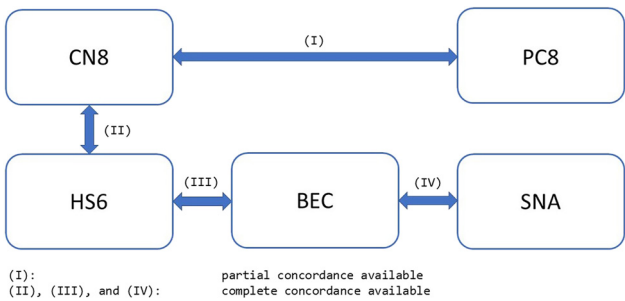 CN8
(I)
PC8
(II)
HS6
(III)
BEC
(IV)
SNA
(I): partial concordance available
(II), (III), and (IV): complete concordance available